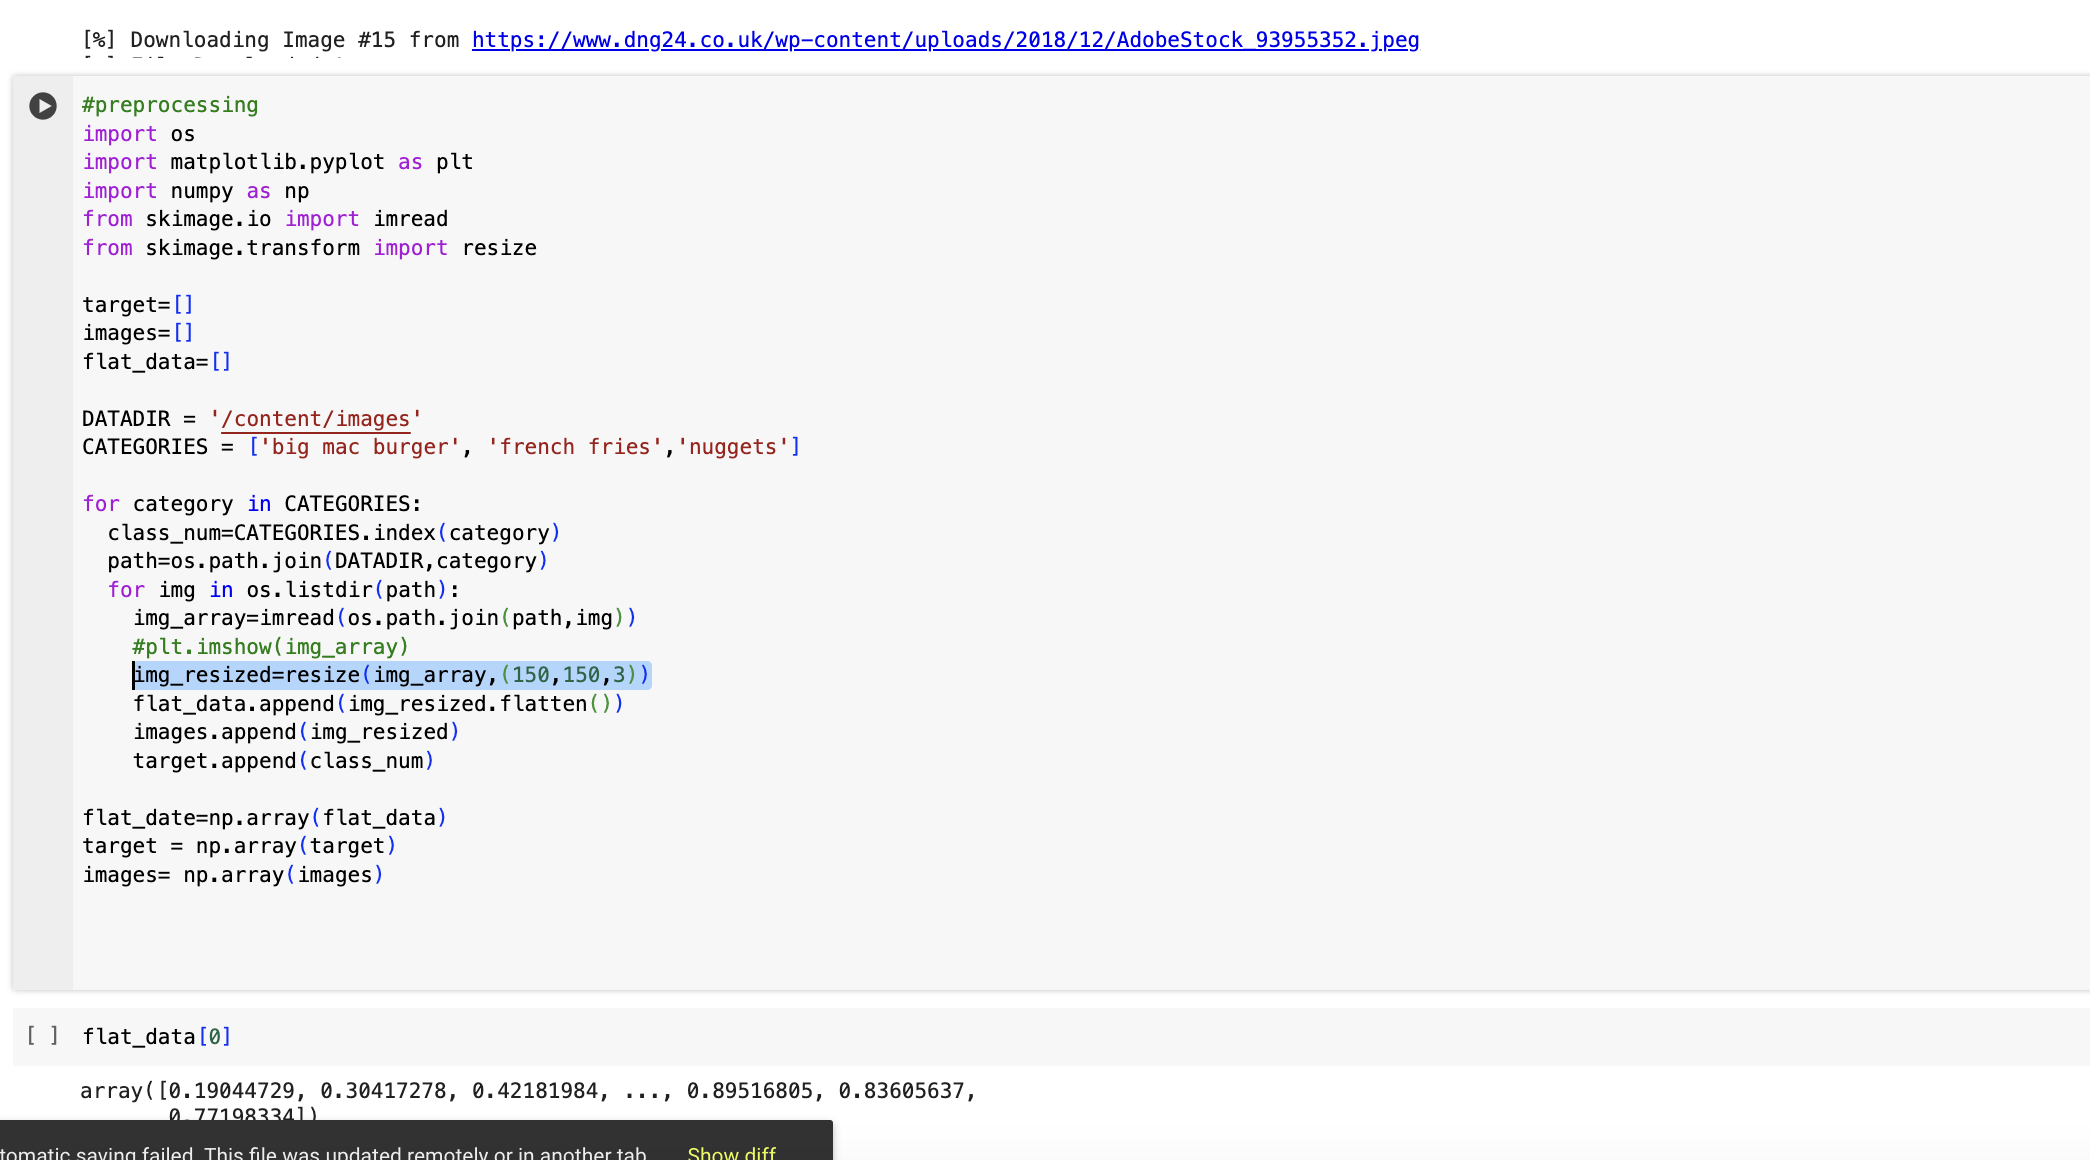 [%] Downloading Image #15 from https://www.dng24.co.uk/wp-content/uploads/2018/12/AdobeStock_93955352.jpeg
#preprocessing
import os
import matplotlib.pyplot as plt
import numpy as np
from skimage.io import imread
from skimage.transform import resize
target=[]
images=[]
flat_data=[]
DATADIR = '/content/images'
CATEGORIES = ['big mac burger', 'french fries','nuggets']
for category in CATEGORIES:
  class_num=CATEGORIES.index(category)
  path=os.path.join(DATADIR,category)
  for img in os.listdir(path):
    img_array=imread(os.path.join(path,img))
    #plt.imshow(img_array)
    img_resized=resize(img_array,(150,150,3))
    flat_data.append(img_resized.flatten())
    images.append(img_resized)
    target.append(class_num)
flat_date=np.array(flat_data)
target = np.array(target)
images= np.array(images)
[ ] flat_data[0]
array([0.19044729, 0.30417278, 0.42181984, ..., 0.89516805, 0.83605637,
       0.77198334])
tomatic saving failed. This file was updated remotely or in another tab. Show diff